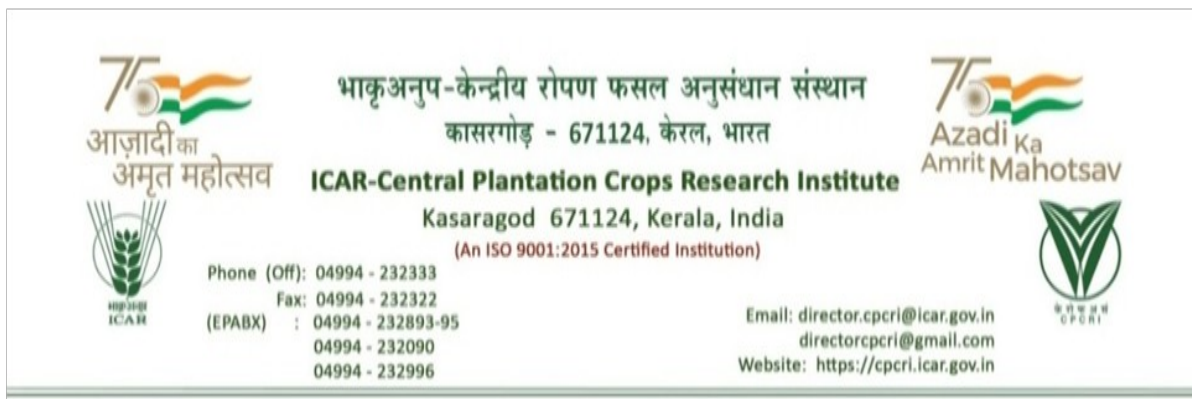 75
आज़ादी का
अमृत महोत्सव
ICAR
भाकृअनुप-केन्द्रीय रोपण फसल अनुसंधान संस्थान
कासरगोड़ - 671124, केरल, भारत
ICAR-Central Plantation Crops Research Institute
Kasaragod 671124, Kerala, India
(An ISO 9001:2015 Certified Institution)
75
Azadi Ka
Amrit Mahotsav
CPCRI
Phone (Off): 04994 - 232333
Fax: 04994 - 232322
(EPABX) : 04994 - 232893-95
04994 - 232090
04994 - 232996
Email: director.cpcri@icar.gov.in
directorcpcri@gmail.com
Website: https://cpcri.icar.gov.in